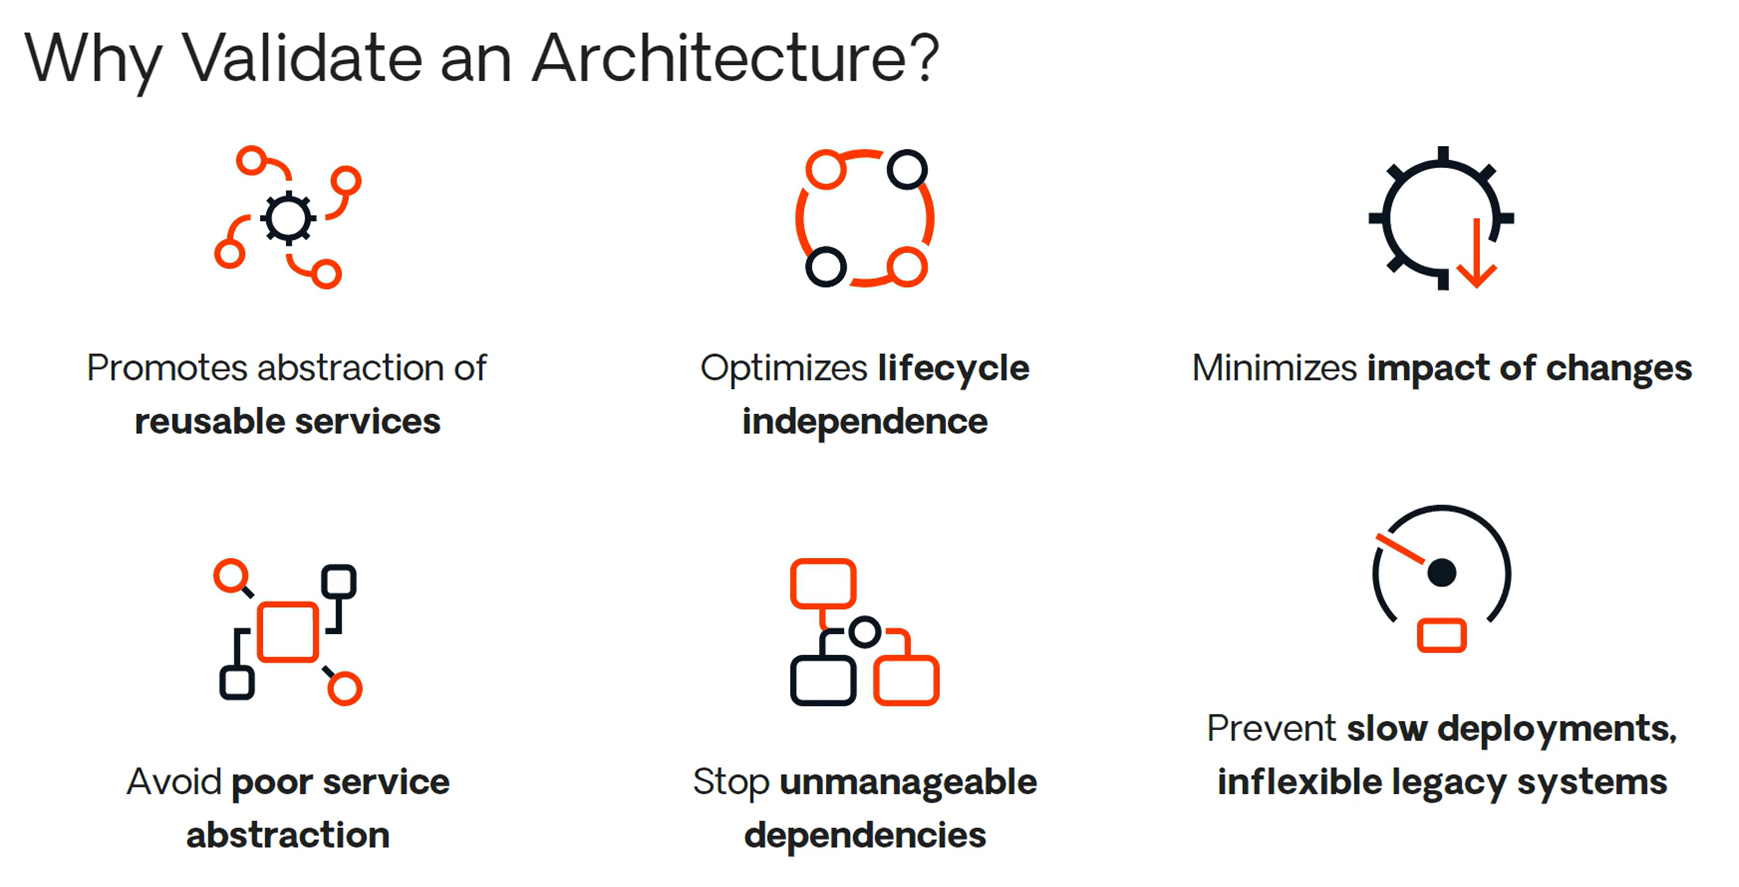 Why Validate an Architecture?
Promotes abstraction of
reusable services
Optimizes lifecycle
independence
Minimizes impact of changes
Avoid poor service
abstraction
Stop unmanageable
dependencies
Prevent slow deployments,
inflexible legacy systems